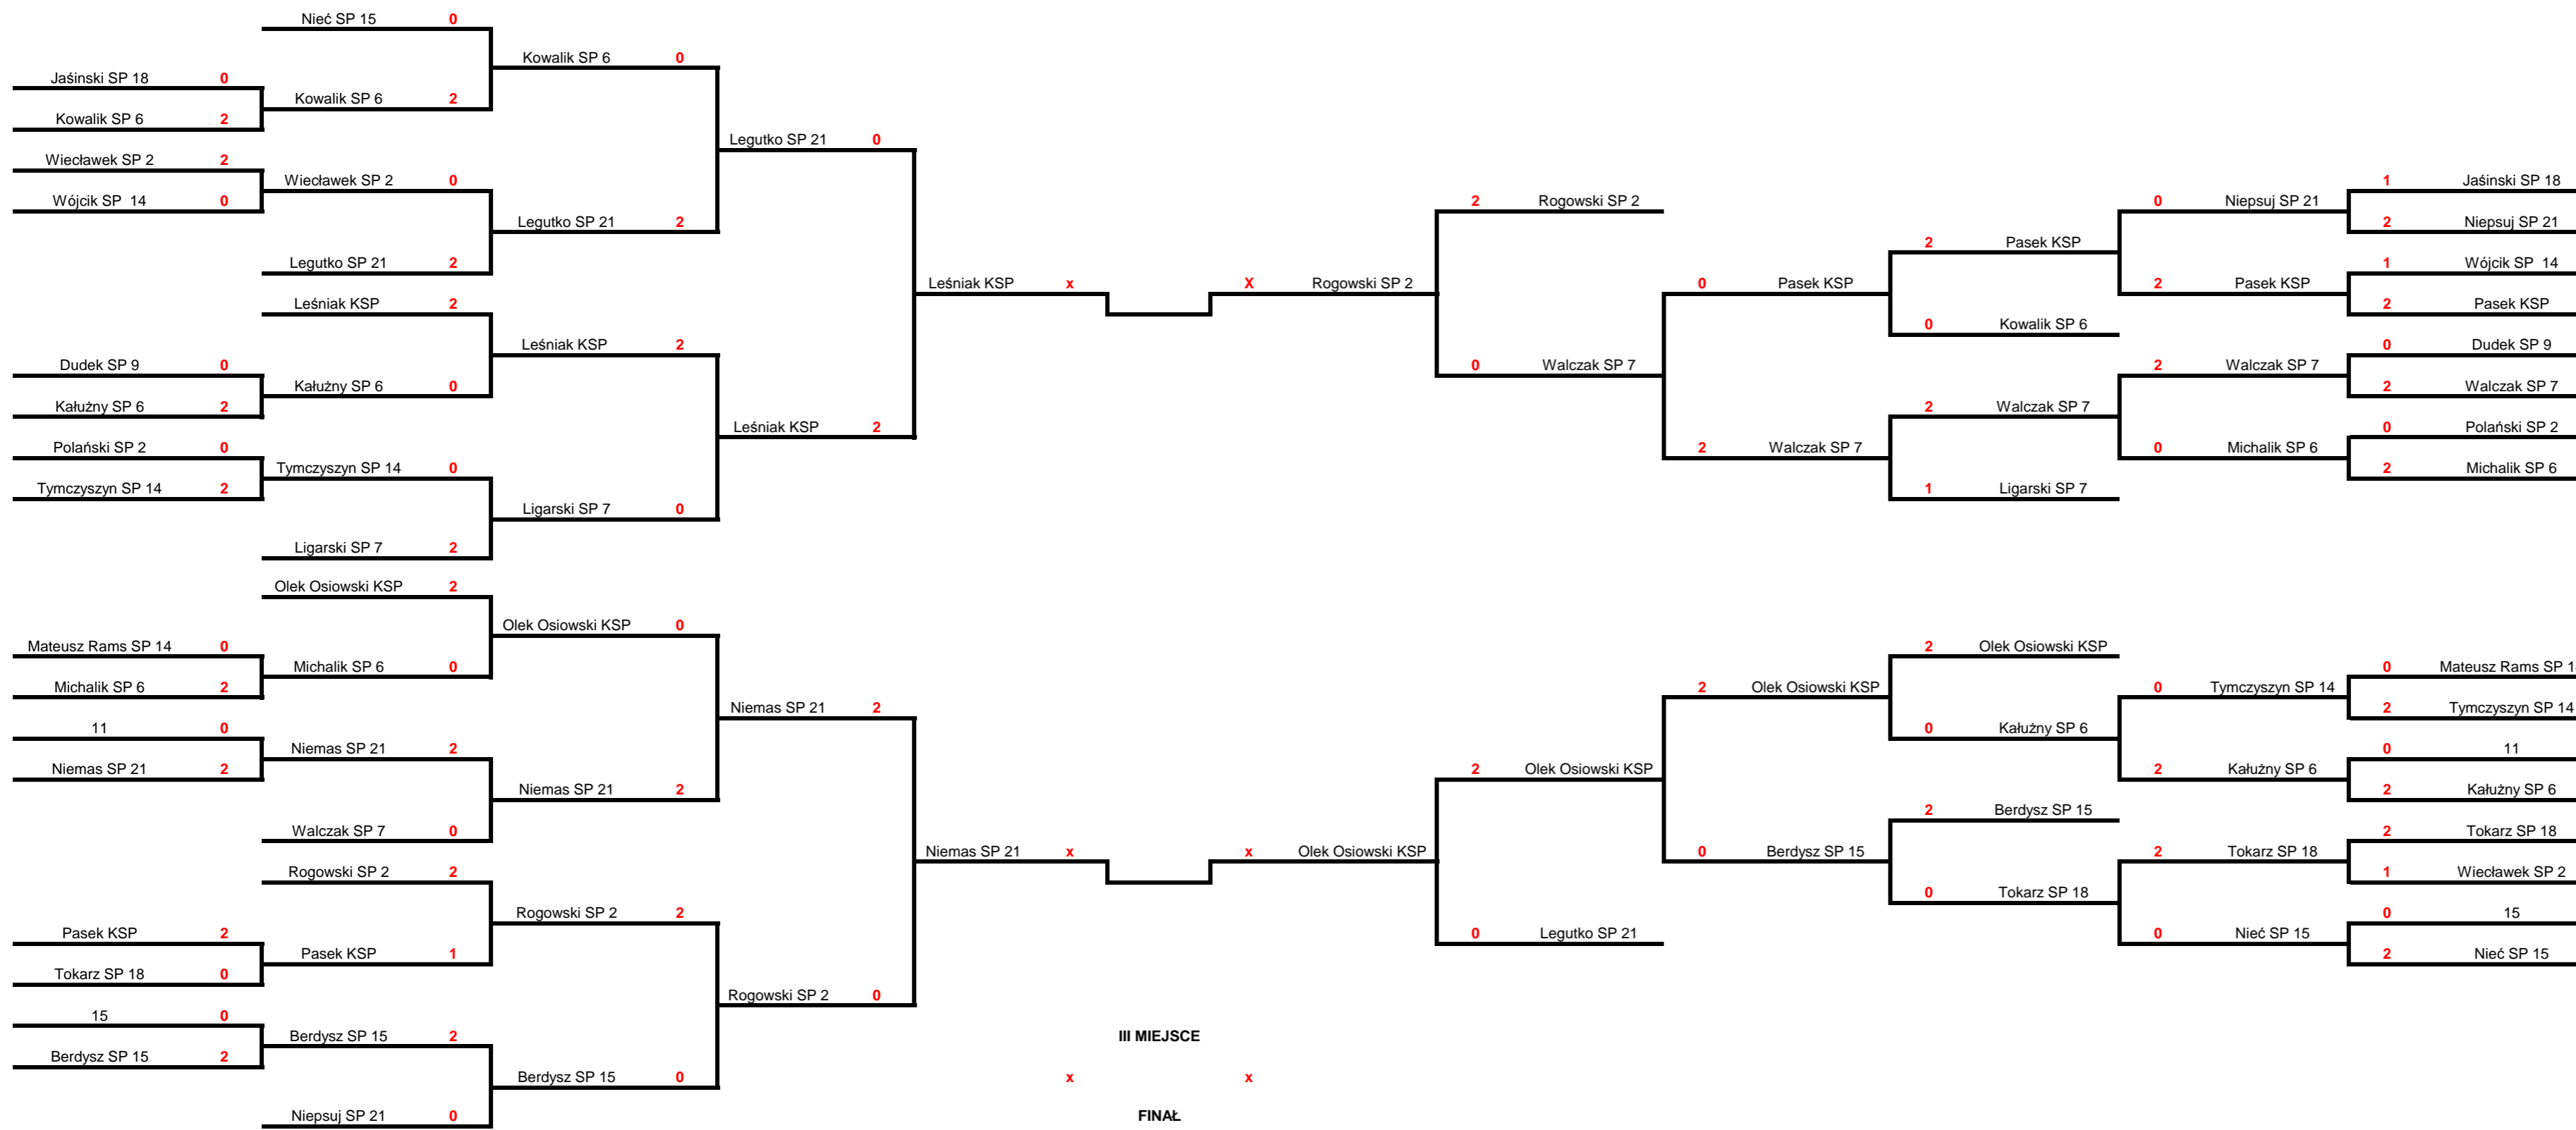 Nieć SP 15 0
Kowalik SP 6 0
Jaśinski SP 18 0
Kowalik SP 6 2
Kowalik SP 6 2
Legutko SP 21 0
Wiecławek SP 2 2
Wiecławek SP 2 0
Wójcik SP 14 0
Legutko SP 21 2
Legutko SP 21 2
Leśniak KSP x
Leśniak KSP 2
Leśniak KSP 2
Dudek SP 9 0
Kałużny SP 6 0
Kałużny SP 6 2
Leśniak KSP 2
Polański SP 2 0
Tymczyszyn SP 14 0
Tymczyszyn SP 14 2
Ligarski SP 7 0
Ligarski SP 7 2
Olek Osiowski KSP 2
Olek Osiowski KSP 0
Mateusz Rams SP 14 0
Michalik SP 6 0
Michalik SP 6 2
Niemas SP 21 2
11 0
Niemas SP 21 2
Niemas SP 21 2
Niemas SP 21 2
Walczak SP 7 0
Niemas SP 21 x
Rogowski SP 2 2
Rogowski SP 2 2
Pasek KSP 2
Pasek KSP 1
Tokarz SP 18 0
Rogowski SP 2 0
15 0
Berdysz SP 15 2
Berdysz SP 15 2
Berdysz SP 15 0
Niepsuj SP 21 0
III MIEJSCE
x x
FINAŁ
1 Jaśinski SP 18
2 Rogowski SP 2
0 Niepsuj SP 21
2 Niepsuj SP 21
2 Pasek KSP
1 Wójcik SP 14
X Rogowski SP 2
0 Pasek KSP
2 Pasek KSP
2 Pasek KSP
0 Kowalik SP 6
0 Dudek SP 9
0 Walczak SP 7
2 Walczak SP 7
2 Walczak SP 7
2 Walczak SP 7
0 Polański SP 2
2 Walczak SP 7
0 Michalik SP 6
2 Michalik SP 6
1 Ligarski SP 7
2 Olek Osiowski KSP
0 Mateusz Rams SP 1
2 Olek Osiowski KSP
0 Tymczyszyn SP 14
2 Tymczyszyn SP 14
0 Kałużny SP 6
0 11
2 Olek Osiowski KSP
2 Kałużny SP 6
2 Kałużny SP 6
2 Berdysz SP 15
2 Tokarz SP 18
x Olek Osiowski KSP
0 Berdysz SP 15
2 Tokarz SP 18
1 Wiecławek SP 2
0 Tokarz SP 18
0 15
0 Legutko SP 21
0 Nieć SP 15
2 Nieć SP 15